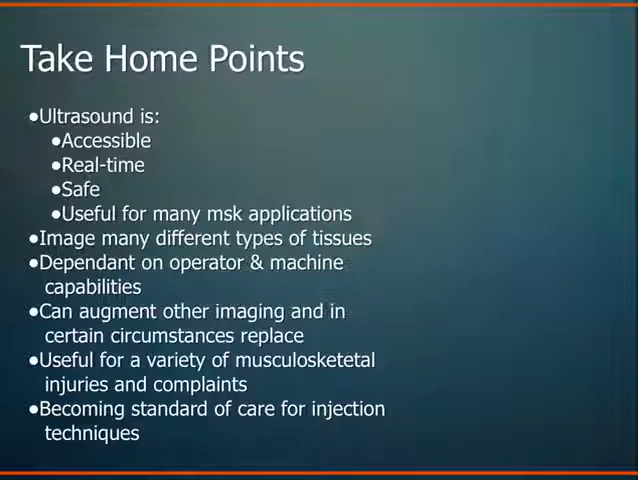 Take Home Points
●Ultrasound is:
●Accessible
●Real-time
●Safe
●Useful for many msk applications
●Image many different types of tissues
●Dependant on operator & machine
capabilities
●Can augment other imaging and in
certain circumstances replace
●Useful for a variety of musculosketetal
injuries and complaints
●Becoming standard of care for injection
techniques